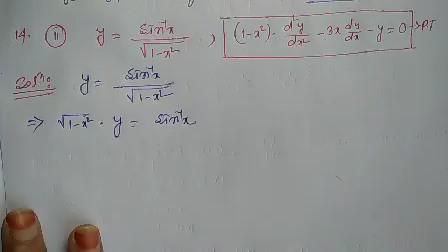 14. (ii) y = sin⁻¹x / √(1-x²) , (1-x²) · d²y/dx² - 3x dy/dx - y = 0 → PT
y = sin⁻¹x / √(1-x²)
⇒ √(1-x²) · y = sin⁻¹x